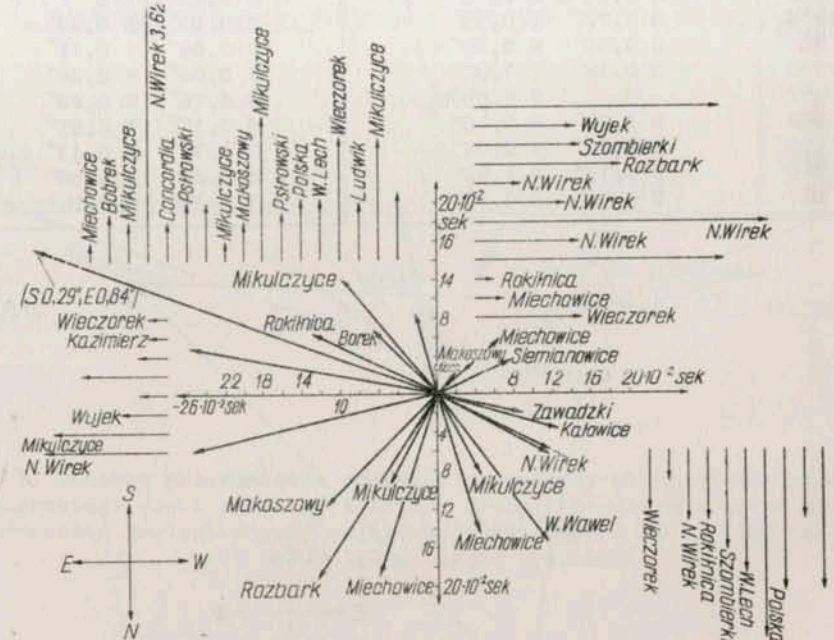 Miechowice
Bobrek
Mikulczyce
N.Wirek 3,6½
Concordia
Pstrowski
Mikulczyce
Makoszowy
Mikulczyce
Pstrowski
Polska
W.Lech
Wieczorek
Ludwik
Mikulczyce
Wujek
Szombierki
Rozbark
N.Wirek
20·10⁻²
sek
N.Wirek
N.Wirek
16
N.Wirek
14
Rokitnica
Miechowice
8
Wieczorek
Mikulczyce
(S 0.29", E 0,84")
Wieczorek
Kazimierz
Rokitnica
Borek
Makoszowy
Miechowice
Siemianowice
22
18
14
8
12
16
20·10⁻² sek
-26·10⁻² sek
10
Wujek
Mikulczyce
N.Wirek
Zawadzki
Katowice
4
N.Wirek
8
Mikulczyce
Mikulczyce
Makoszowy
12
Miechowice
W.Wawel
16
Rozbark
Miechowice
20·10⁻² sek
S
E
W
N
Wieczorek
N.Wirek
Rokitnica
Szombierki
W.Lech
Polska